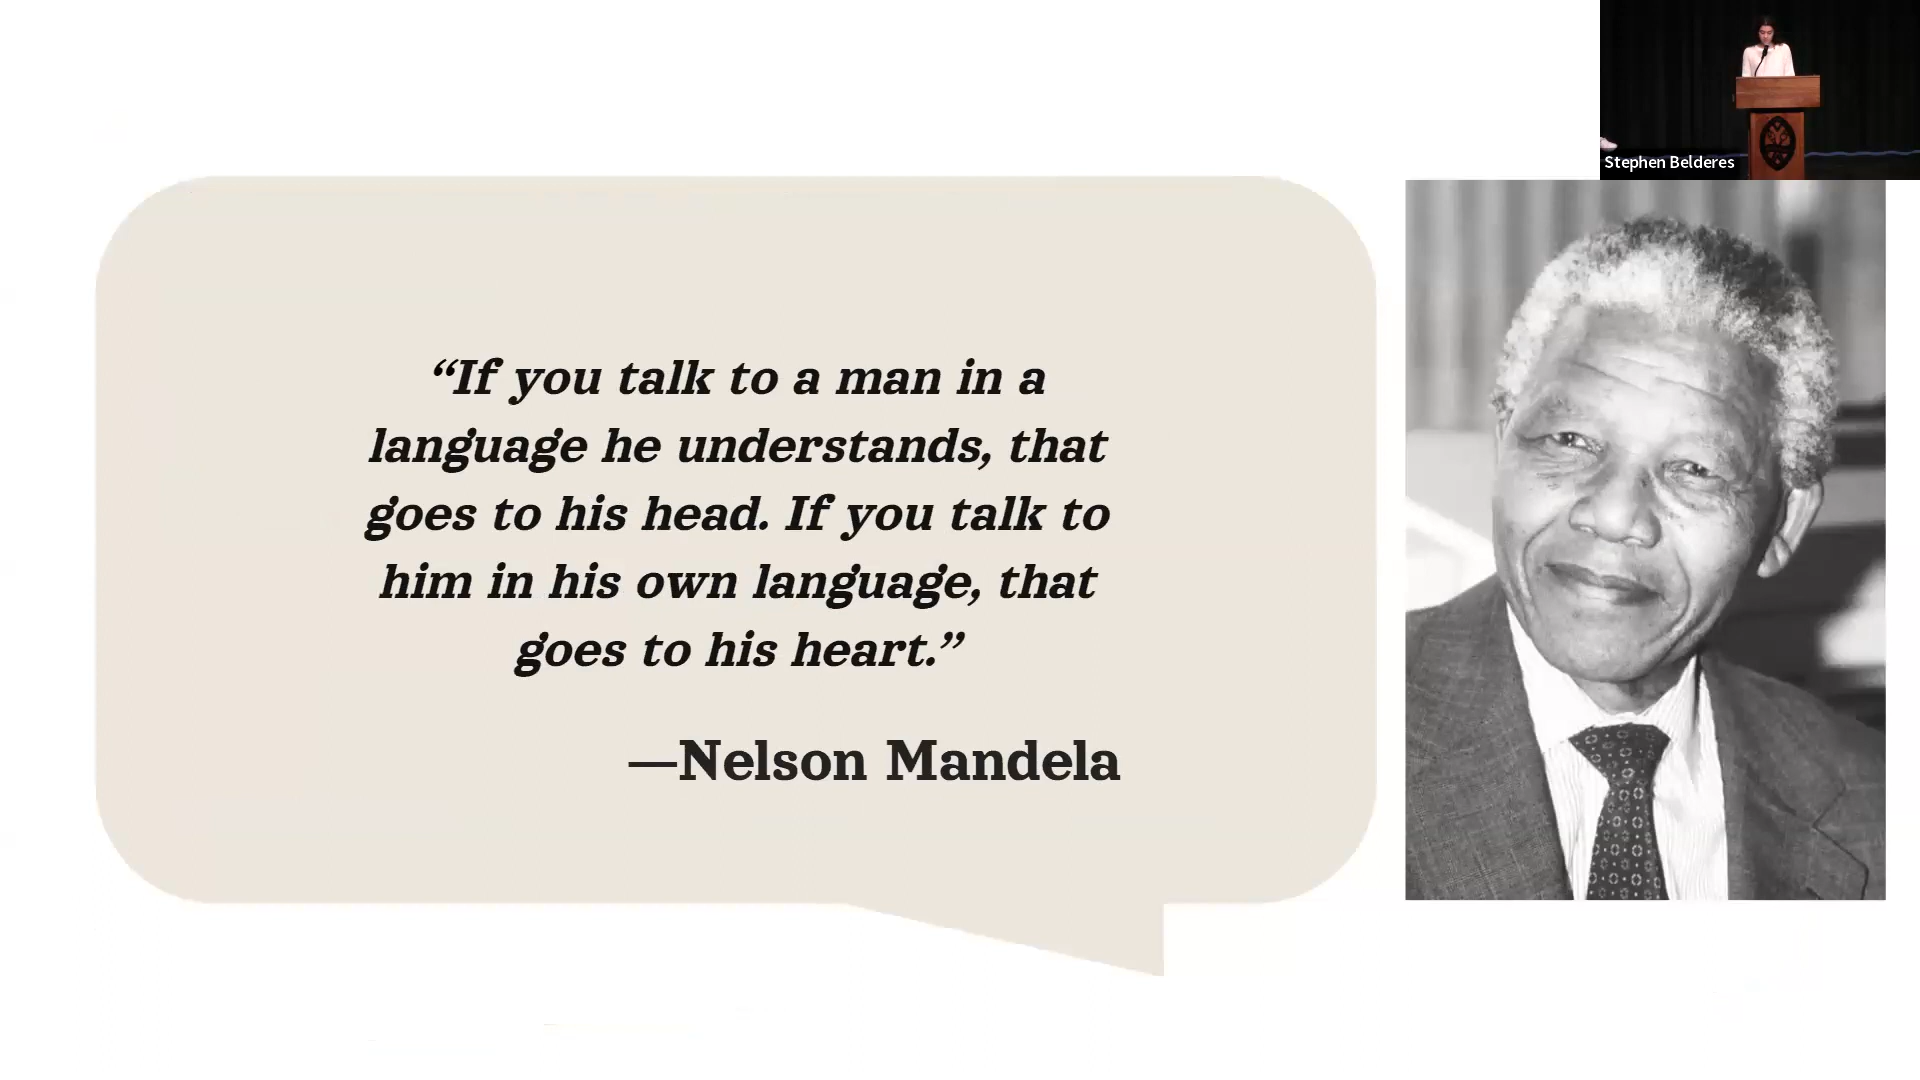 Stephen Belderes
“If you talk to a man in a
language he understands, that
goes to his head. If you talk to
him in his own language, that
goes to his heart.”
—Nelson Mandela